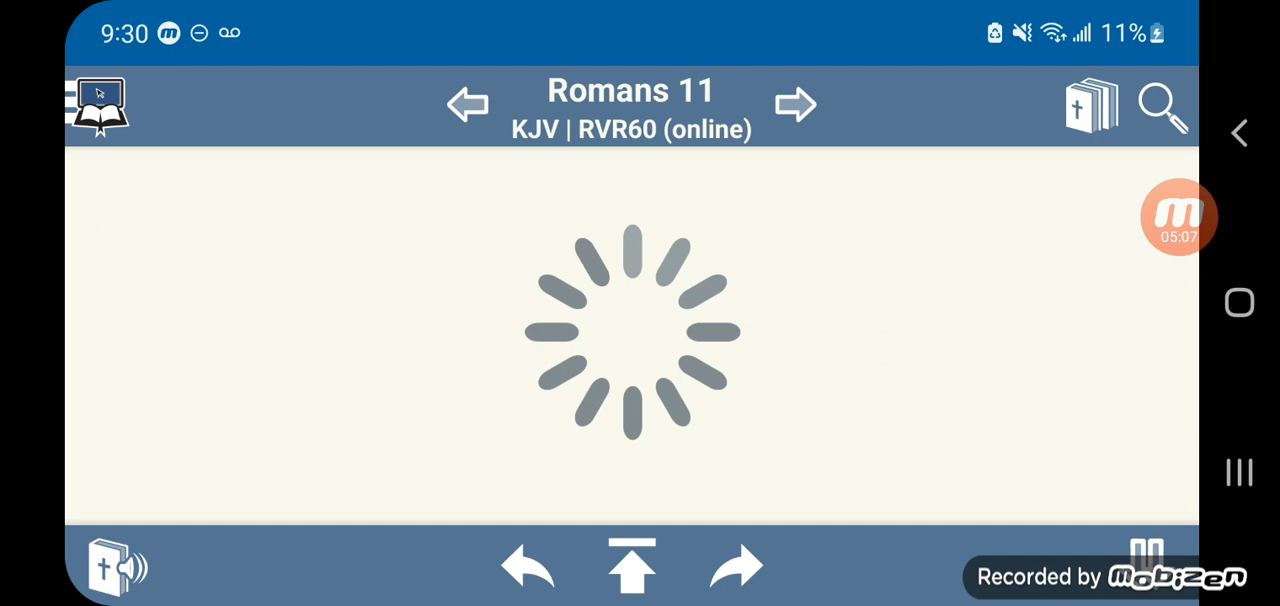 9:30
11%
Romans 11
KJV | RVR60 (online)
05:07
Recorded by Mobizen